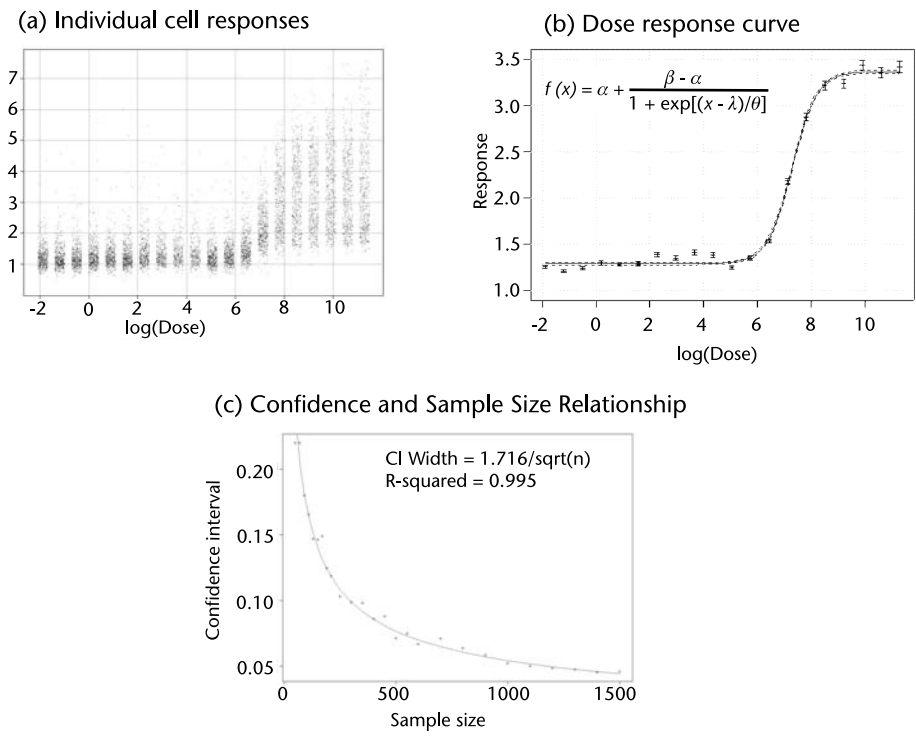 (a) Individual cell responses
7
6
5
4
3
2
1
-2 0 2 4 6 8 10
log(Dose)
(b) Dose response curve
f (x) = α + β - α / 1 + exp[(x - λ)/θ]
Response
3.5
3.0
2.5
2.0
1.5
1.0
-2 0 2 4 6 8 10
log(Dose)
(c) Confidence and Sample Size Relationship
CI Width = 1.716/sqrt(n)
R-squared = 0.995
Confidence interval
0.20
0.15
0.10
0.05
0 500 1000 1500
Sample size